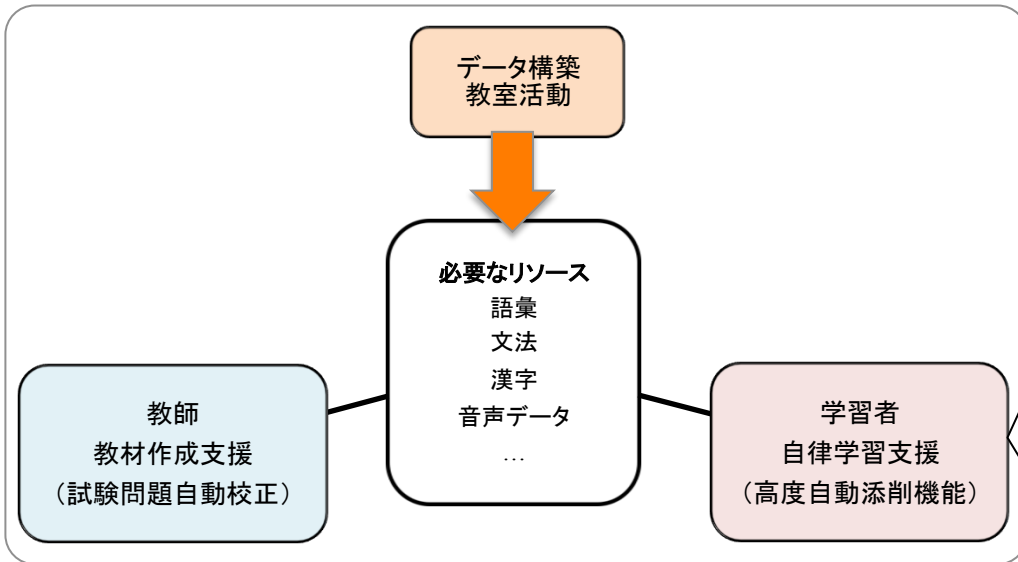 データ構築
教室活動
必要なリソース
語彙
文法
漢字
音声データ
…
教師
教材作成支援
（試験問題自動校正）
学習者
自律学習支援
（高度自動添削機能）